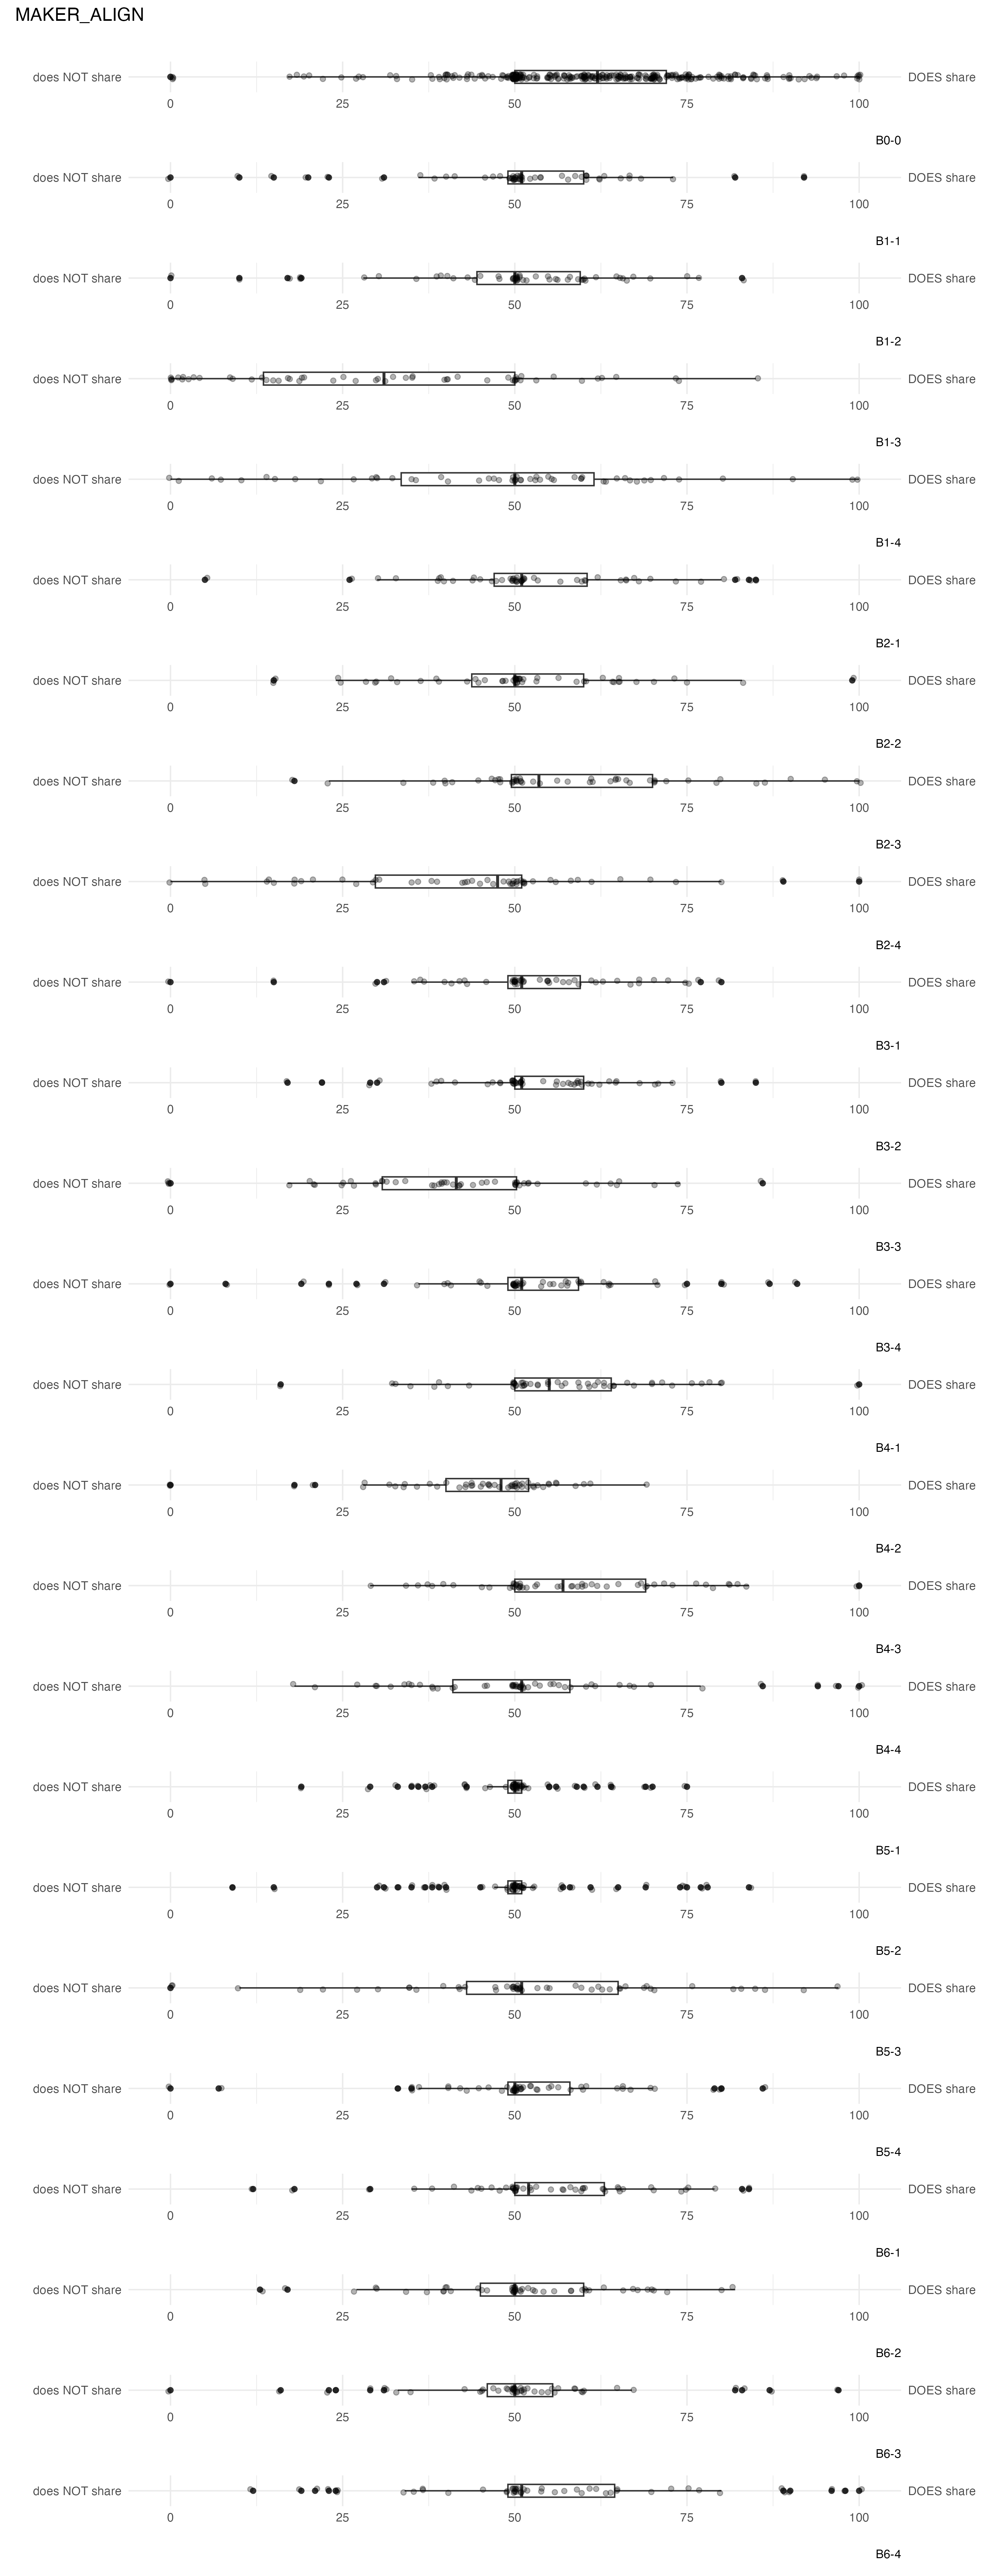 MAKER_ALIGN
does NOT share DOES share
0 25 50 75 100
B0-0
does NOT share DOES share
0 25 50 75 100
B1-1
does NOT share DOES share
0 25 50 75 100
B1-2
does NOT share DOES share
0 25 50 75 100
B1-3
does NOT share DOES share
0 25 50 75 100
B1-4
does NOT share DOES share
0 25 50 75 100
B2-1
does NOT share DOES share
0 25 50 75 100
B2-2
does NOT share DOES share
0 25 50 75 100
B2-3
does NOT share DOES share
0 25 50 75 100
B2-4
does NOT share DOES share
0 25 50 75 100
B3-1
does NOT share DOES share
0 25 50 75 100
B3-2
does NOT share DOES share
0 25 50 75 100
B3-3
does NOT share DOES share
0 25 50 75 100
B3-4
does NOT share DOES share
0 25 50 75 100
B4-1
does NOT share DOES share
0 25 50 75 100
B4-2
does NOT share DOES share
0 25 50 75 100
B4-3
does NOT share DOES share
0 25 50 75 100
B4-4
does NOT share DOES share
0 25 50 75 100
B5-1
does NOT share DOES share
0 25 50 75 100
B5-2
does NOT share DOES share
0 25 50 75 100
B5-3
does NOT share DOES share
0 25 50 75 100
B5-4
does NOT share DOES share
0 25 50 75 100
B6-1
does NOT share DOES share
0 25 50 75 100
B6-2
does NOT share DOES share
0 25 50 75 100
B6-3
does NOT share DOES share
0 25 50 75 100
B6-4